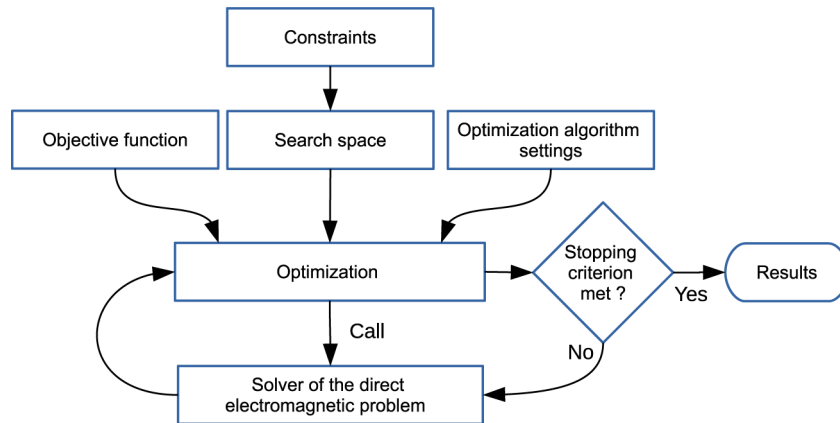 Constraints
Objective function
Search space
Optimization algorithm
settings
Optimization
Stopping
criterion
met ?
Yes
Results
Call
No
Solver of the direct
electromagnetic problem